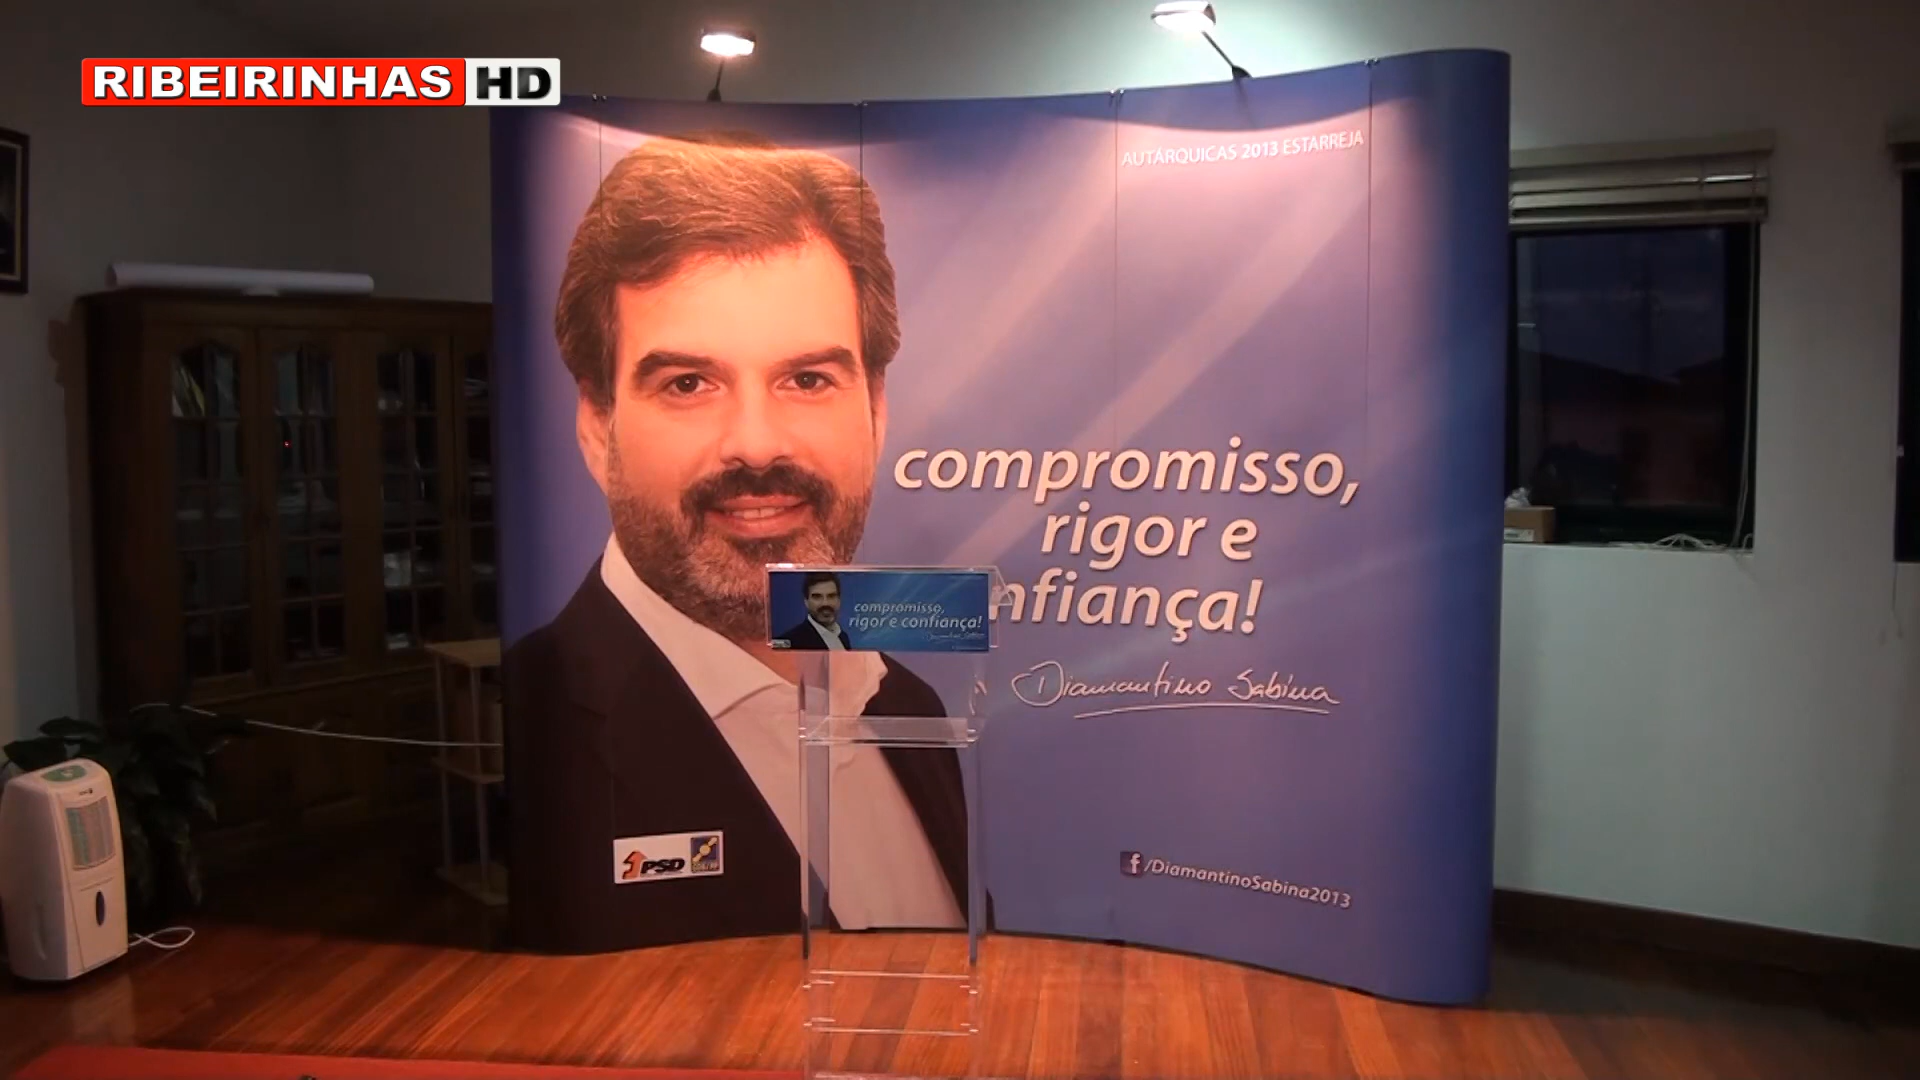 RIBEIRINHAS HD
AUTÁRQUICAS 2013 ESTARREJA
compromisso,
rigor e
nfiança!
compromisso,
rigor e confiança!
Diamantino Sabina
PSD
/DiamantinoSabina2013